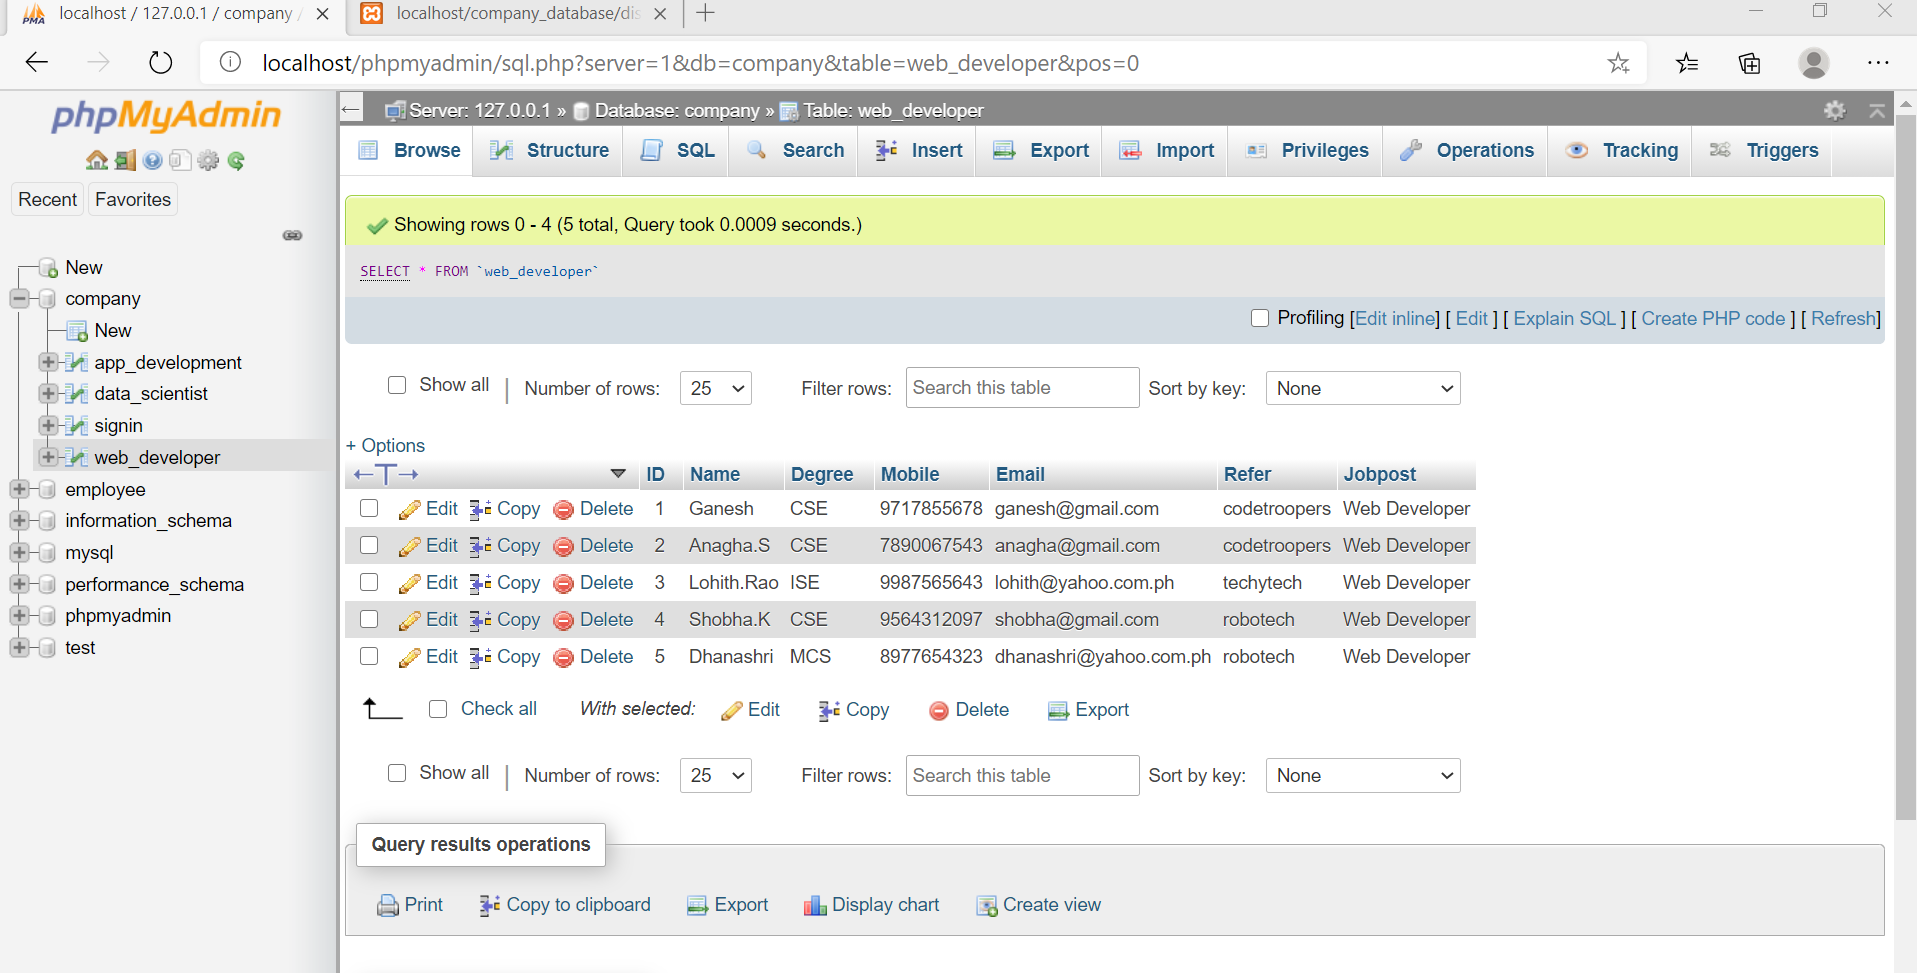 localhost / 127.0.0.1 / company /
localhost/company_database/dis
localhost/phpmyadmin/sql.php?server=1&db=company&table=web_developer&pos=0
phpMyAdmin
Recent Favorites
New
company
New
app_development
data_scientist
signin
web_developer
employee
information_schema
mysql
performance_schema
phpmyadmin
test
Server: 127.0.0.1 » Database: company » Table: web_developer
Browse Structure SQL Search Insert Export Import Privileges Operations Tracking Triggers
Showing rows 0 - 4 (5 total, Query took 0.0009 seconds.)
SELECT * FROM `web_developer`
Profiling [Edit inline] [ Edit ] [ Explain SQL ] [ Create PHP code ] [ Refresh]
Show all | Number of rows: 25 Filter rows: Search this table Sort by key: None
+ Options
ID Name Degree Mobile Email Refer Jobpost
Edit Copy Delete 1 Ganesh CSE 9717855678 ganesh@gmail.com codetroopers Web Developer
Edit Copy Delete 2 Anagha.S CSE 7890067543 anagha@gmail.com codetroopers Web Developer
Edit Copy Delete 3 Lohith.Rao ISE 9987565643 lohith@yahoo.com.ph techytech Web Developer
Edit Copy Delete 4 Shobha.K CSE 9564312097 shobha@gmail.com robotech Web Developer
Edit Copy Delete 5 Dhanashri MCS 8977654323 dhanashri@yahoo.com.ph robotech Web Developer
Check all With selected: Edit Copy Delete Export
Show all | Number of rows: 25 Filter rows: Search this table Sort by key: None
Query results operations
Print Copy to clipboard Export Display chart Create view